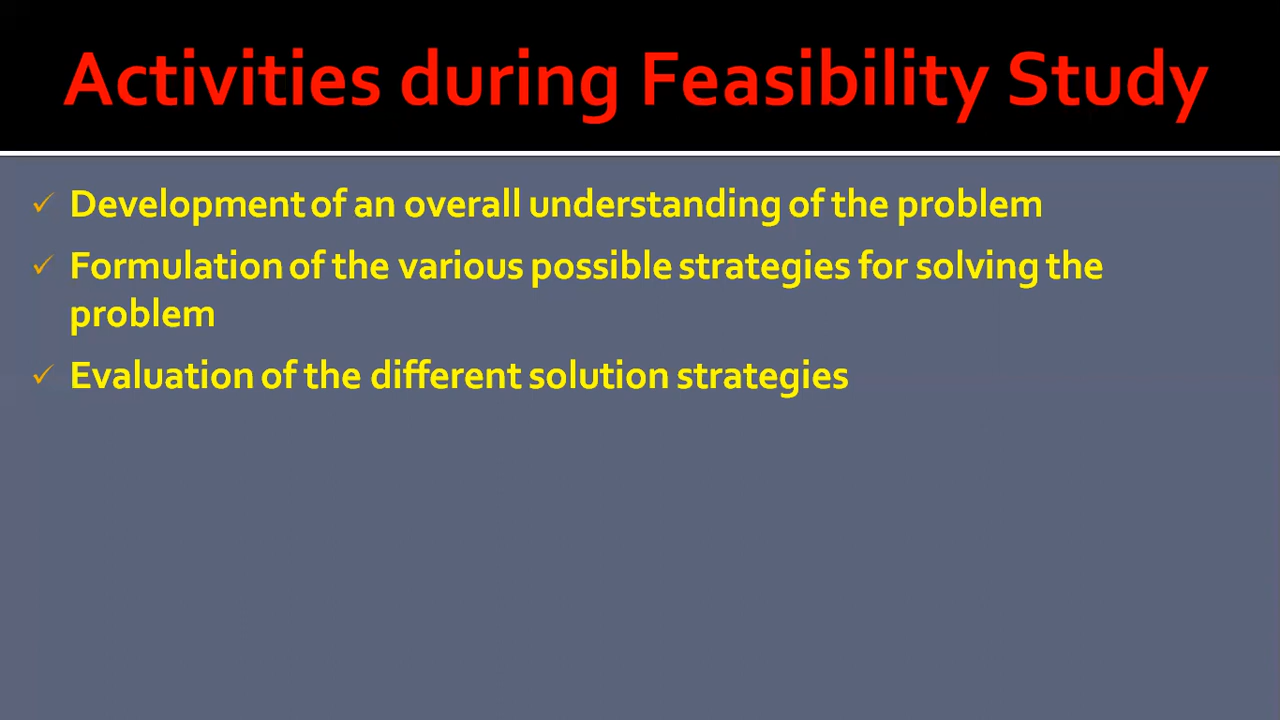 Activities during Feasibility Study
✓ Development of an overall understanding of the problem
✓ Formulation of the various possible strategies for solving the
problem
✓ Evaluation of the different solution strategies